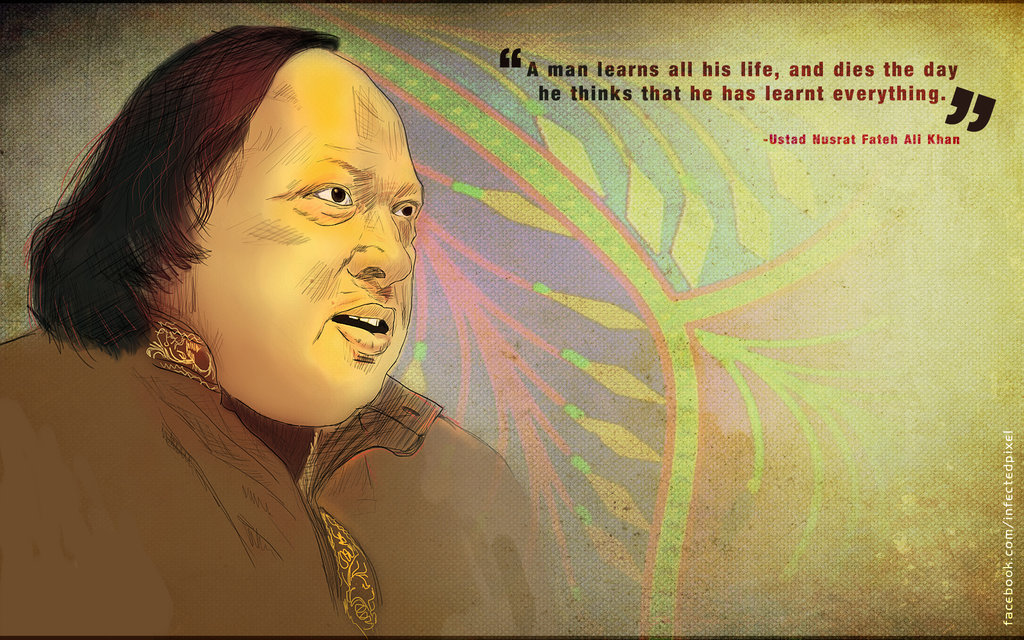 “A man learns all his life, and dies the day
he thinks that he has learnt everything.”
-Ustad Nusrat Fateh Ali Khan
facebook.com/infectedpixel